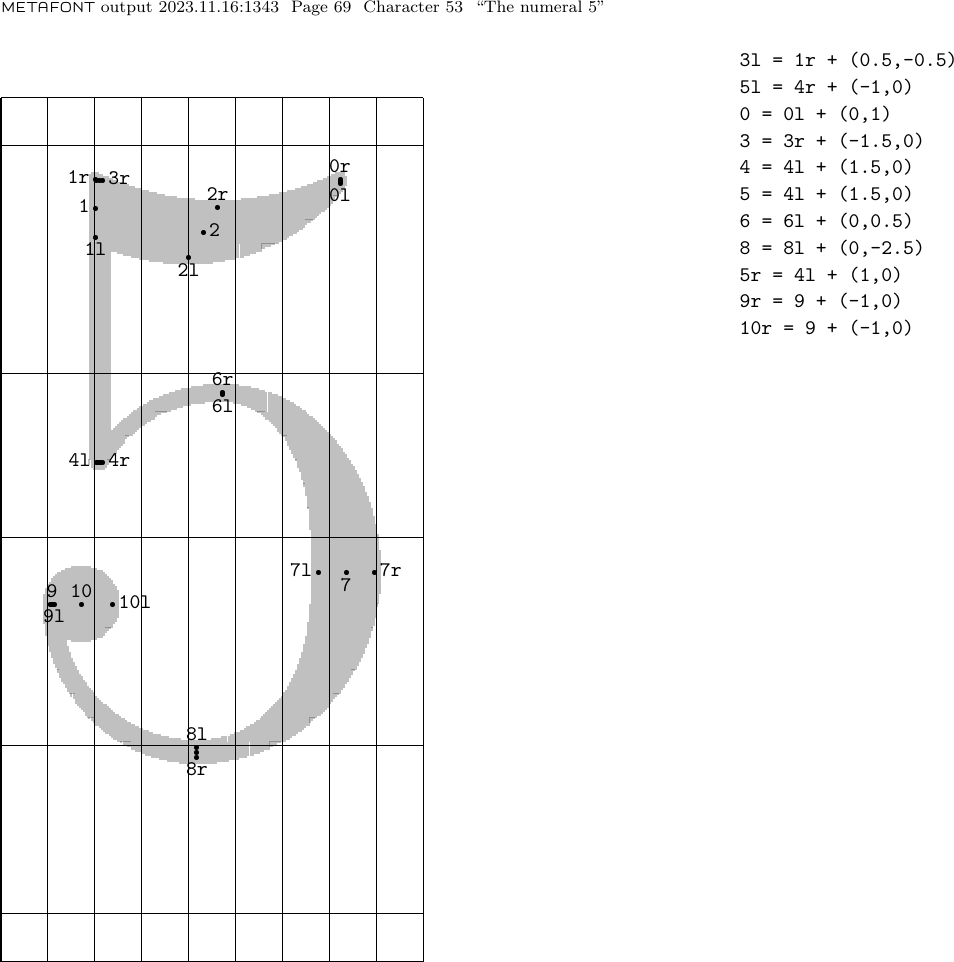 METAFONT output 2023.11.16:1343 Page 69 Character 53 “The numeral 5”
3l = 1r + (0.5,-0.5)
5l = 4r + (-1,0)
0 = 0l + (0,1)
3 = 3r + (-1.5,0)
4 = 4l + (1.5,0)
5 = 4l + (1.5,0)
6 = 6l + (0,0.5)
8 = 8l + (0,-2.5)
5r = 4l + (1,0)
9r = 9 + (-1,0)
10r = 9 + (-1,0)
0r
1r 3r
0l
2r
1
2
1l
2l
6r
6l
4l 4r
7l 7r
7
9 10
10l
9l
8l
8r